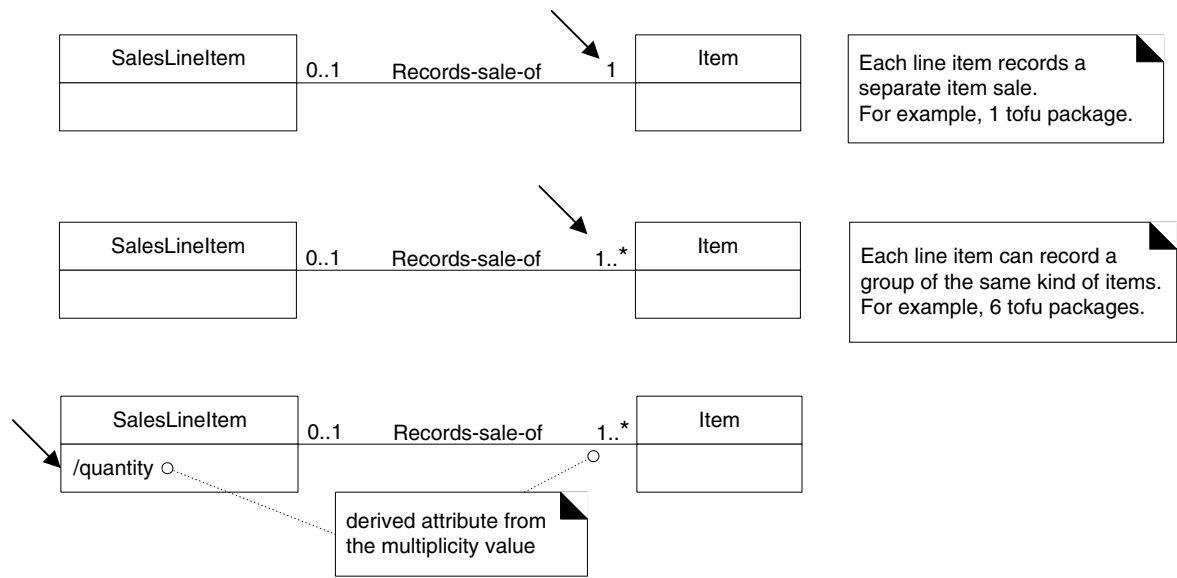 SalesLineItem
0..1
Records-sale-of
1
Item
Each line item records a
separate item sale.
For example, 1 tofu package.
SalesLineItem
0..1
Records-sale-of
1..*
Item
Each line item can record a
group of the same kind of items.
For example, 6 tofu packages.
SalesLineItem
0..1
Records-sale-of
1..*
Item
/quantity
derived attribute from
the multiplicity value